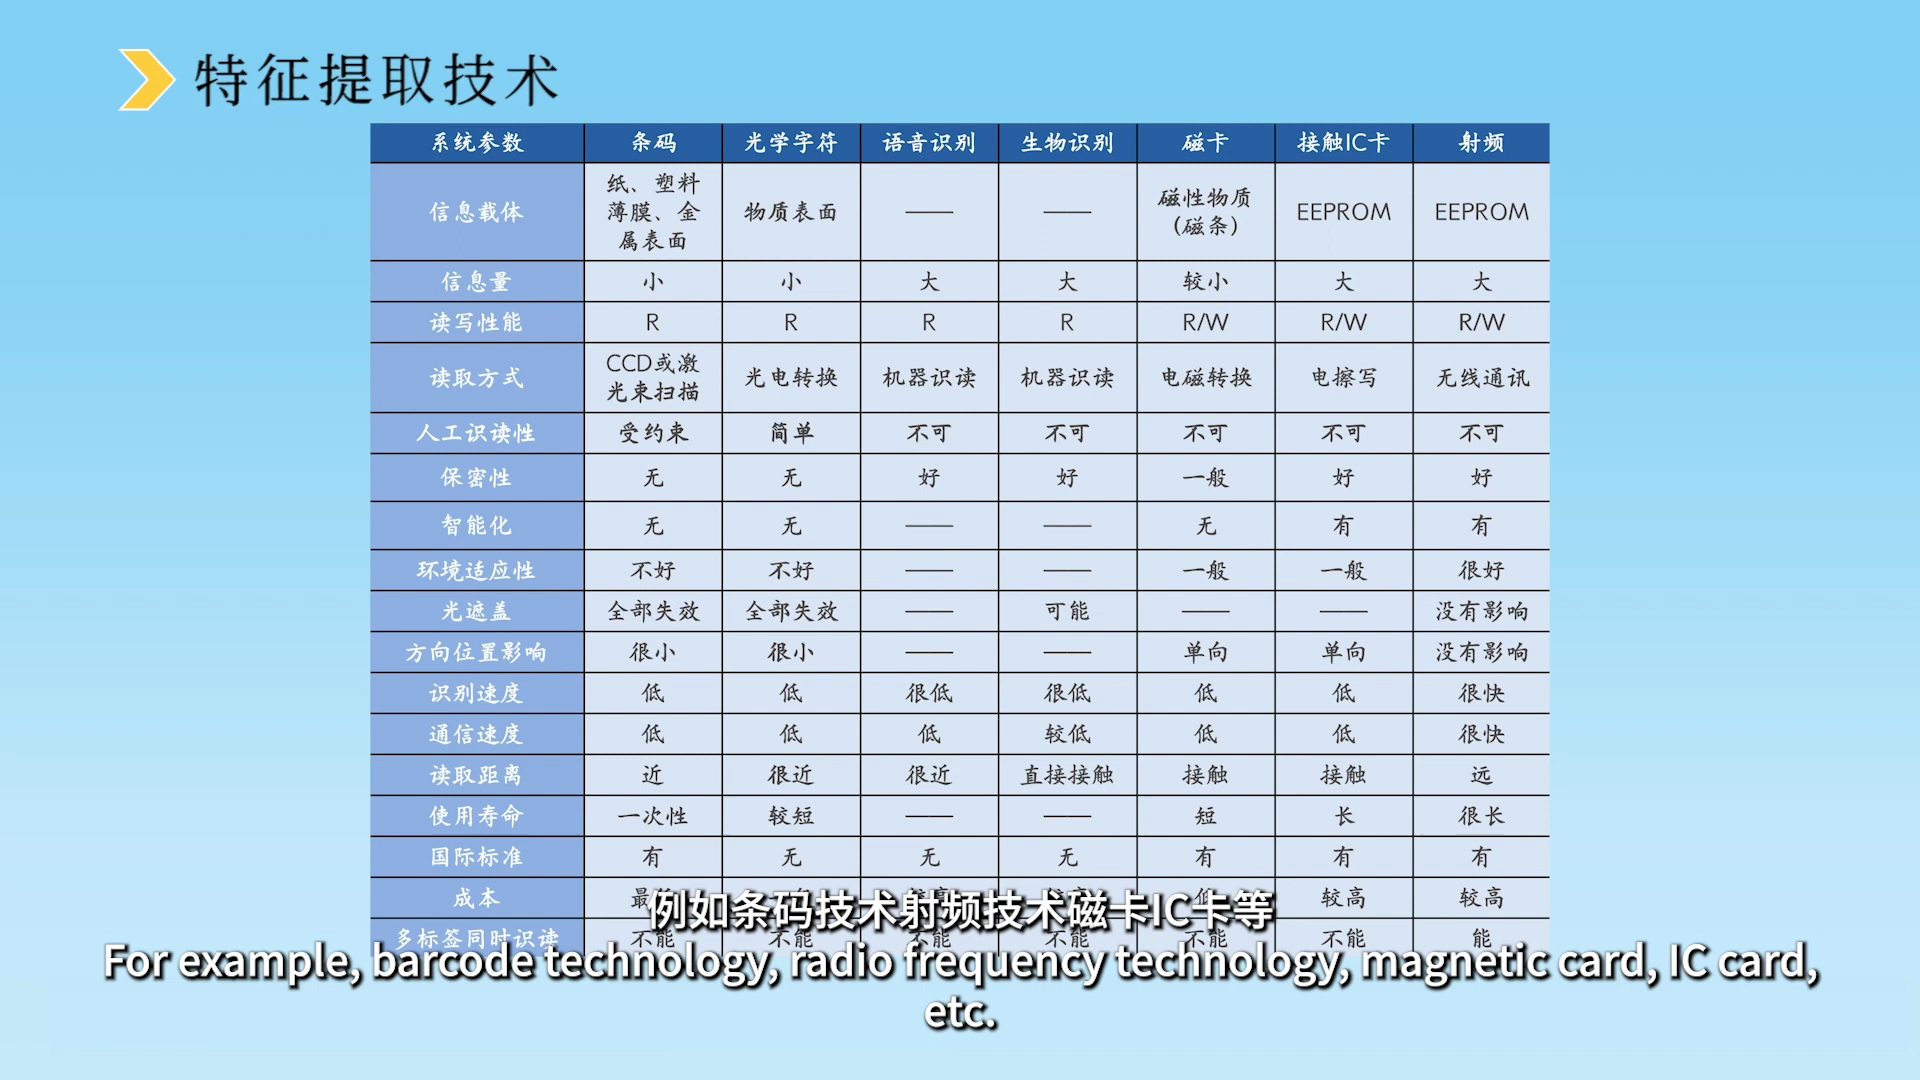 特征提取技术
系统参数 条码 光学字符 语音识别 生物识别 磁卡 接触IC卡 射频
信息载体 纸、塑料薄膜、金属表面 物质表面 —— —— 磁性物质（磁条） EEPROM EEPROM
信息量 小 小 大 大 较小 大 大
读写性能 R R R R R/W R/W R/W
读取方式 CCD或激光束扫描 光电转换 机器识读 机器识读 电磁转换 电擦写 无线通讯
人工识读性 受约束 简单 不可 不可 不可 不可 不可
保密性 无 无 好 好 一般 好 好
智能化 无 无 —— —— 无 有 有
环境适应性 不好 不好 —— —— 一般 一般 很好
光遮盖 全部失效 全部失效 —— 可能 —— —— 没有影响
方向位置影响 很小 很小 —— —— 单向 单向 没有影响
识别速度 低 低 很低 很低 低 低 很快
通信速度 低 低 低 较低 低 低 很快
读取距离 近 很近 很近 直接接触 接触 接触 远
使用寿命 一次性 较短 —— —— 短 长 很长
国际标准 有 无 无 无 有 有 有
成本 最 低 较高 较高
多标签同时识读 不能 不能 不能 不能 不能 不能 能
例如条码技术射频技术磁卡IC卡等
For example, barcode technology, radio frequency technology, magnetic card, IC card,
etc.